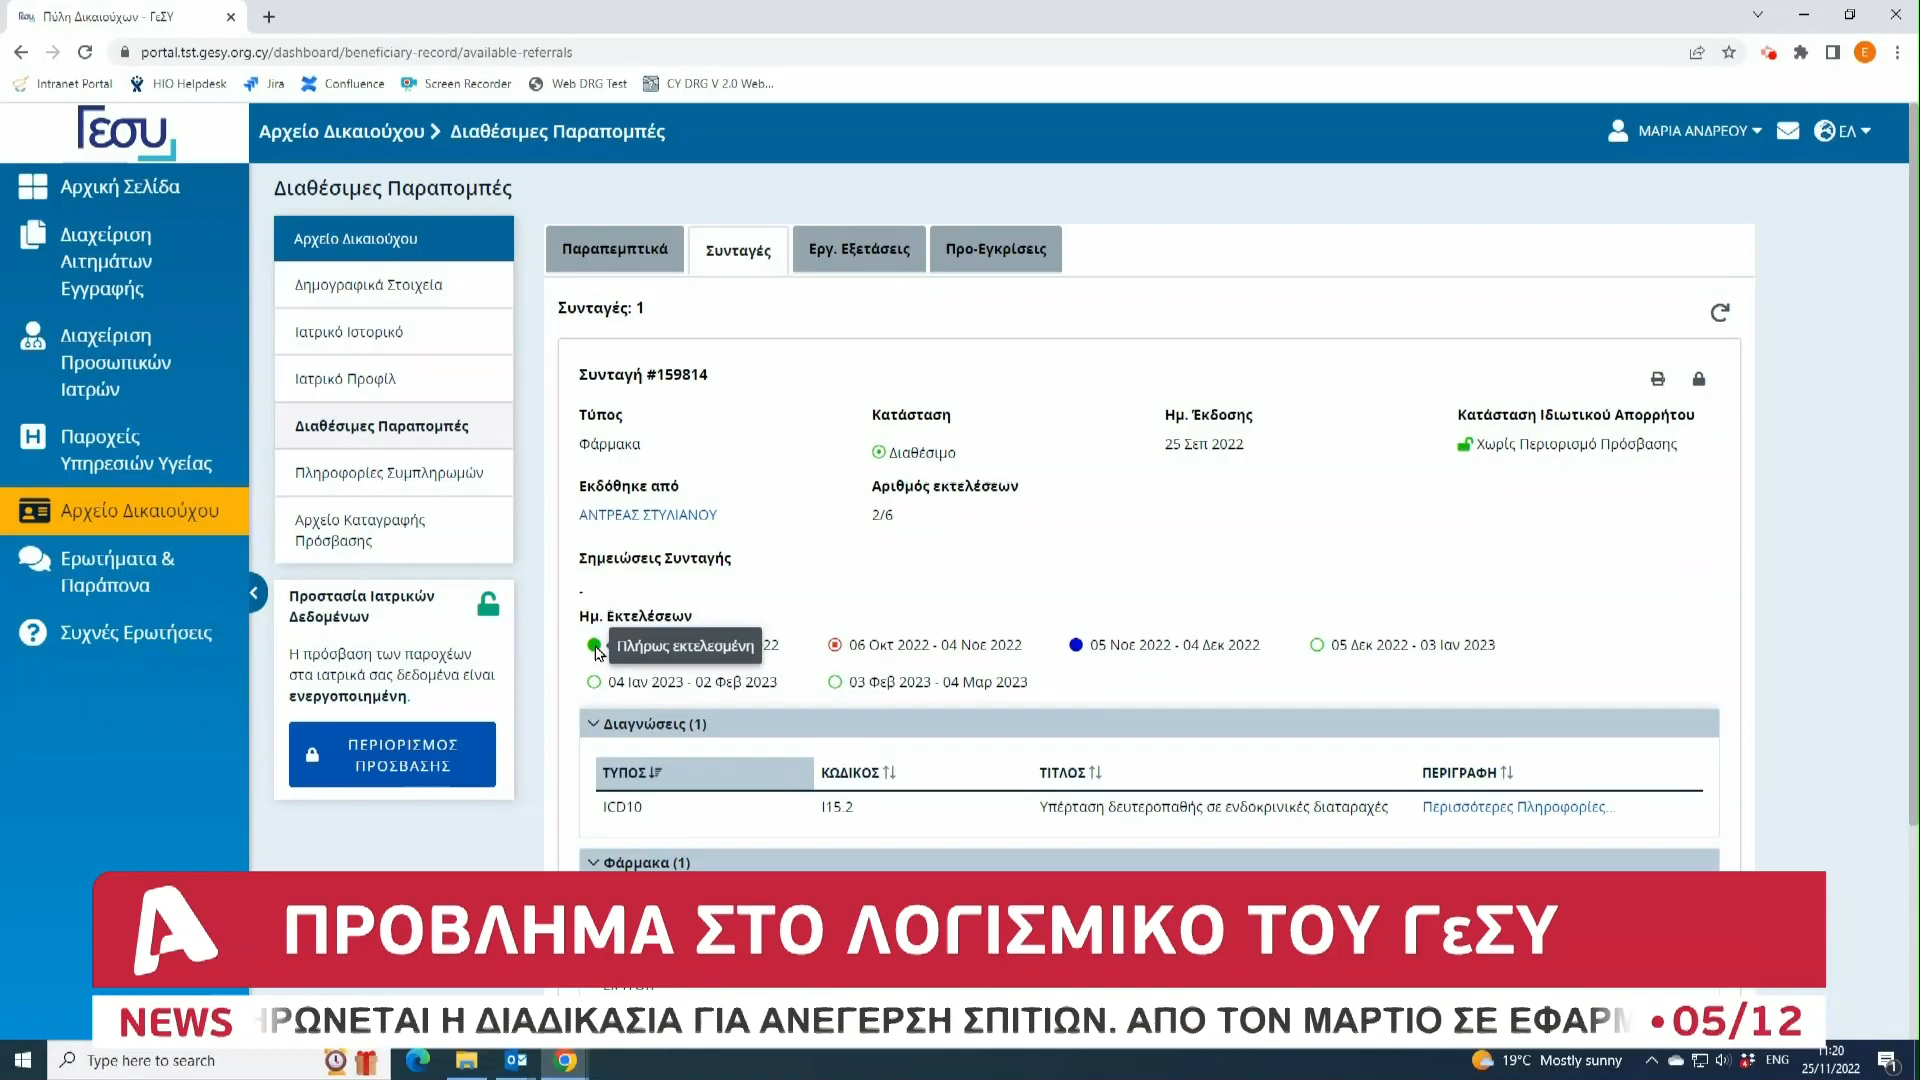 Πύλη Δικαιούχων - ΓεΣΥ
portal.tst.gesy.org.cy/dashboard/beneficiary-record/available-referrals
E
Intranet Portal HIO Helpdesk Jira Confluence Screen Recorder Web DRG Test CY DRG V 2.0 Web...
Γεσυ
Αρχείο Δικαιούχου > Διαθέσιμες Παραπομπές
ΜΑΡΙΑ ΑΝΔΡΕΟΥ
ΕΛ
Αρχική Σελίδα
Διαχείριση
Αιτημάτων
Εγγραφής
Διαχείριση
Προσωπικών
Ιατρών
Παροχείς
Υπηρεσιών Υγείας
Αρχείο Δικαιούχου
Ερωτήματα &
Παράπονα
Συχνές Ερωτήσεις
Διαθέσιμες Παραπομπές
Αρχείο Δικαιούχου
Δημογραφικά Στοιχεία
Ιατρικό Ιστορικό
Ιατρικό Προφίλ
Διαθέσιμες Παραπομπές
Πληροφορίες Συμπληρωμών
Αρχείο Καταγραφής
Πρόσβασης
Προστασία Ιατρικών
Δεδομένων
Η πρόσβαση των παροχέων
στα ιατρικά σας δεδομένα είναι
ενεργοποιημένη.
ΠΕΡΙΟΡΙΣΜΟΣ
ΠΡΟΣΒΑΣΗΣ
Παραπεμπτικά Συνταγές Εργ. Εξετάσεις Προ-Εγκρίσεις
Συνταγές: 1
Συνταγή #159814
Τύπος Κατάσταση Ημ. Έκδοσης Κατάσταση Ιδιωτικού Απορρήτου
Φάρμακα Διαθέσιμο 25 Σεπ 2022 Χωρίς Περιορισμό Πρόσβασης
Εκδόθηκε από Αριθμός εκτελέσεων
ΑΝΤΡΕΑΣ ΣΤΥΛΙΑΝΟΥ 2/6
Σημειώσεις Συνταγής
-
Ημ. Εκτελέσεων
Πλήρως εκτελεσμένη 22 06 Οκτ 2022 - 04 Νοε 2022 05 Νοε 2022 - 04 Δεκ 2022 05 Δεκ 2022 - 03 Ιαν 2023
04 Ιαν 2023 - 02 Φεβ 2023 03 Φεβ 2023 - 04 Μαρ 2023
Διαγνώσεις (1)
ΤΥΠΟΣ ΚΩΔΙΚΟΣ ΤΙΤΛΟΣ ΠΕΡΙΓΡΑΦΗ
ICD10 I15.2 Υπέρταση δευτεροπαθής σε ενδοκρινικές διαταραχές Περισσότερες Πληροφορίες...
Φάρμακα (1)
ΠΡΟΒΛΗΜΑ ΣΤΟ ΛΟΓΙΣΜΙΚΟ ΤΟΥ ΓεΣΥ
NEWS ΡΩΝΕΤΑΙ Η ΔΙΑΔΙΚΑΣΙΑ ΓΙΑ ΑΝΕΓΕΡΣΗ ΣΠΙΤΙΩΝ. ΑΠΟ ΤΟΝ ΜΑΡΤΙΟ ΣΕ ΕΦΑΡΜ •05/12
Type here to search
19°C Mostly sunny
ENG
11:20
25/11/2022
1